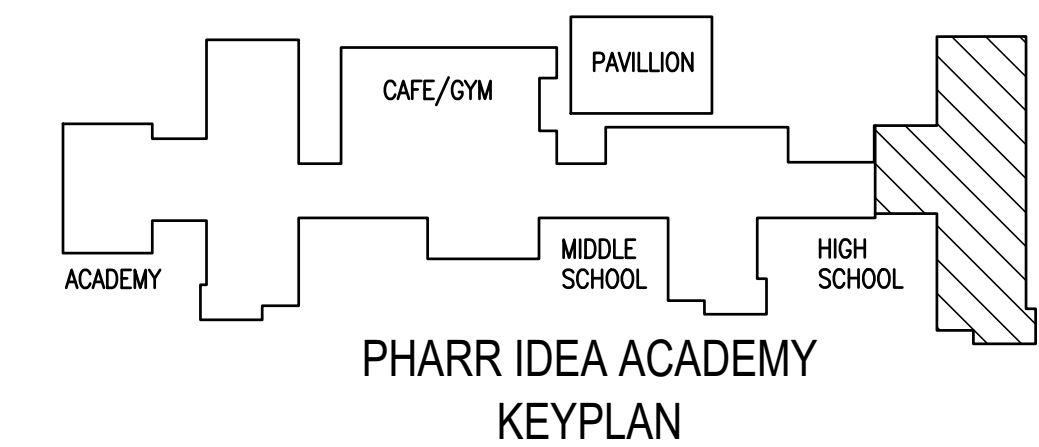 PAVILLION
CAFE/GYM
ACADEMY
MIDDLE
SCHOOL
HIGH
SCHOOL
PHARR IDEA ACADEMY
KEYPLAN